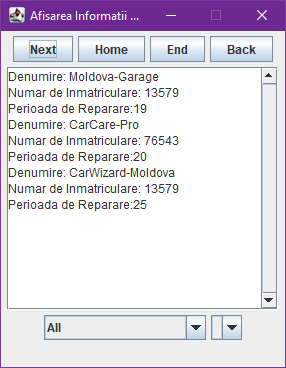 Afisarea Informatii ...
Next Home End Back
Denumire: Moldova-Garage
Numar de Inmatriculare: 13579
Perioada de Reparare:19
Denumire: CarCare-Pro
Numar de Inmatriculare: 76543
Perioada de Reparare:20
Denumire: CarWizard-Moldova
Numar de Inmatriculare: 13579
Perioada de Reparare:25
All